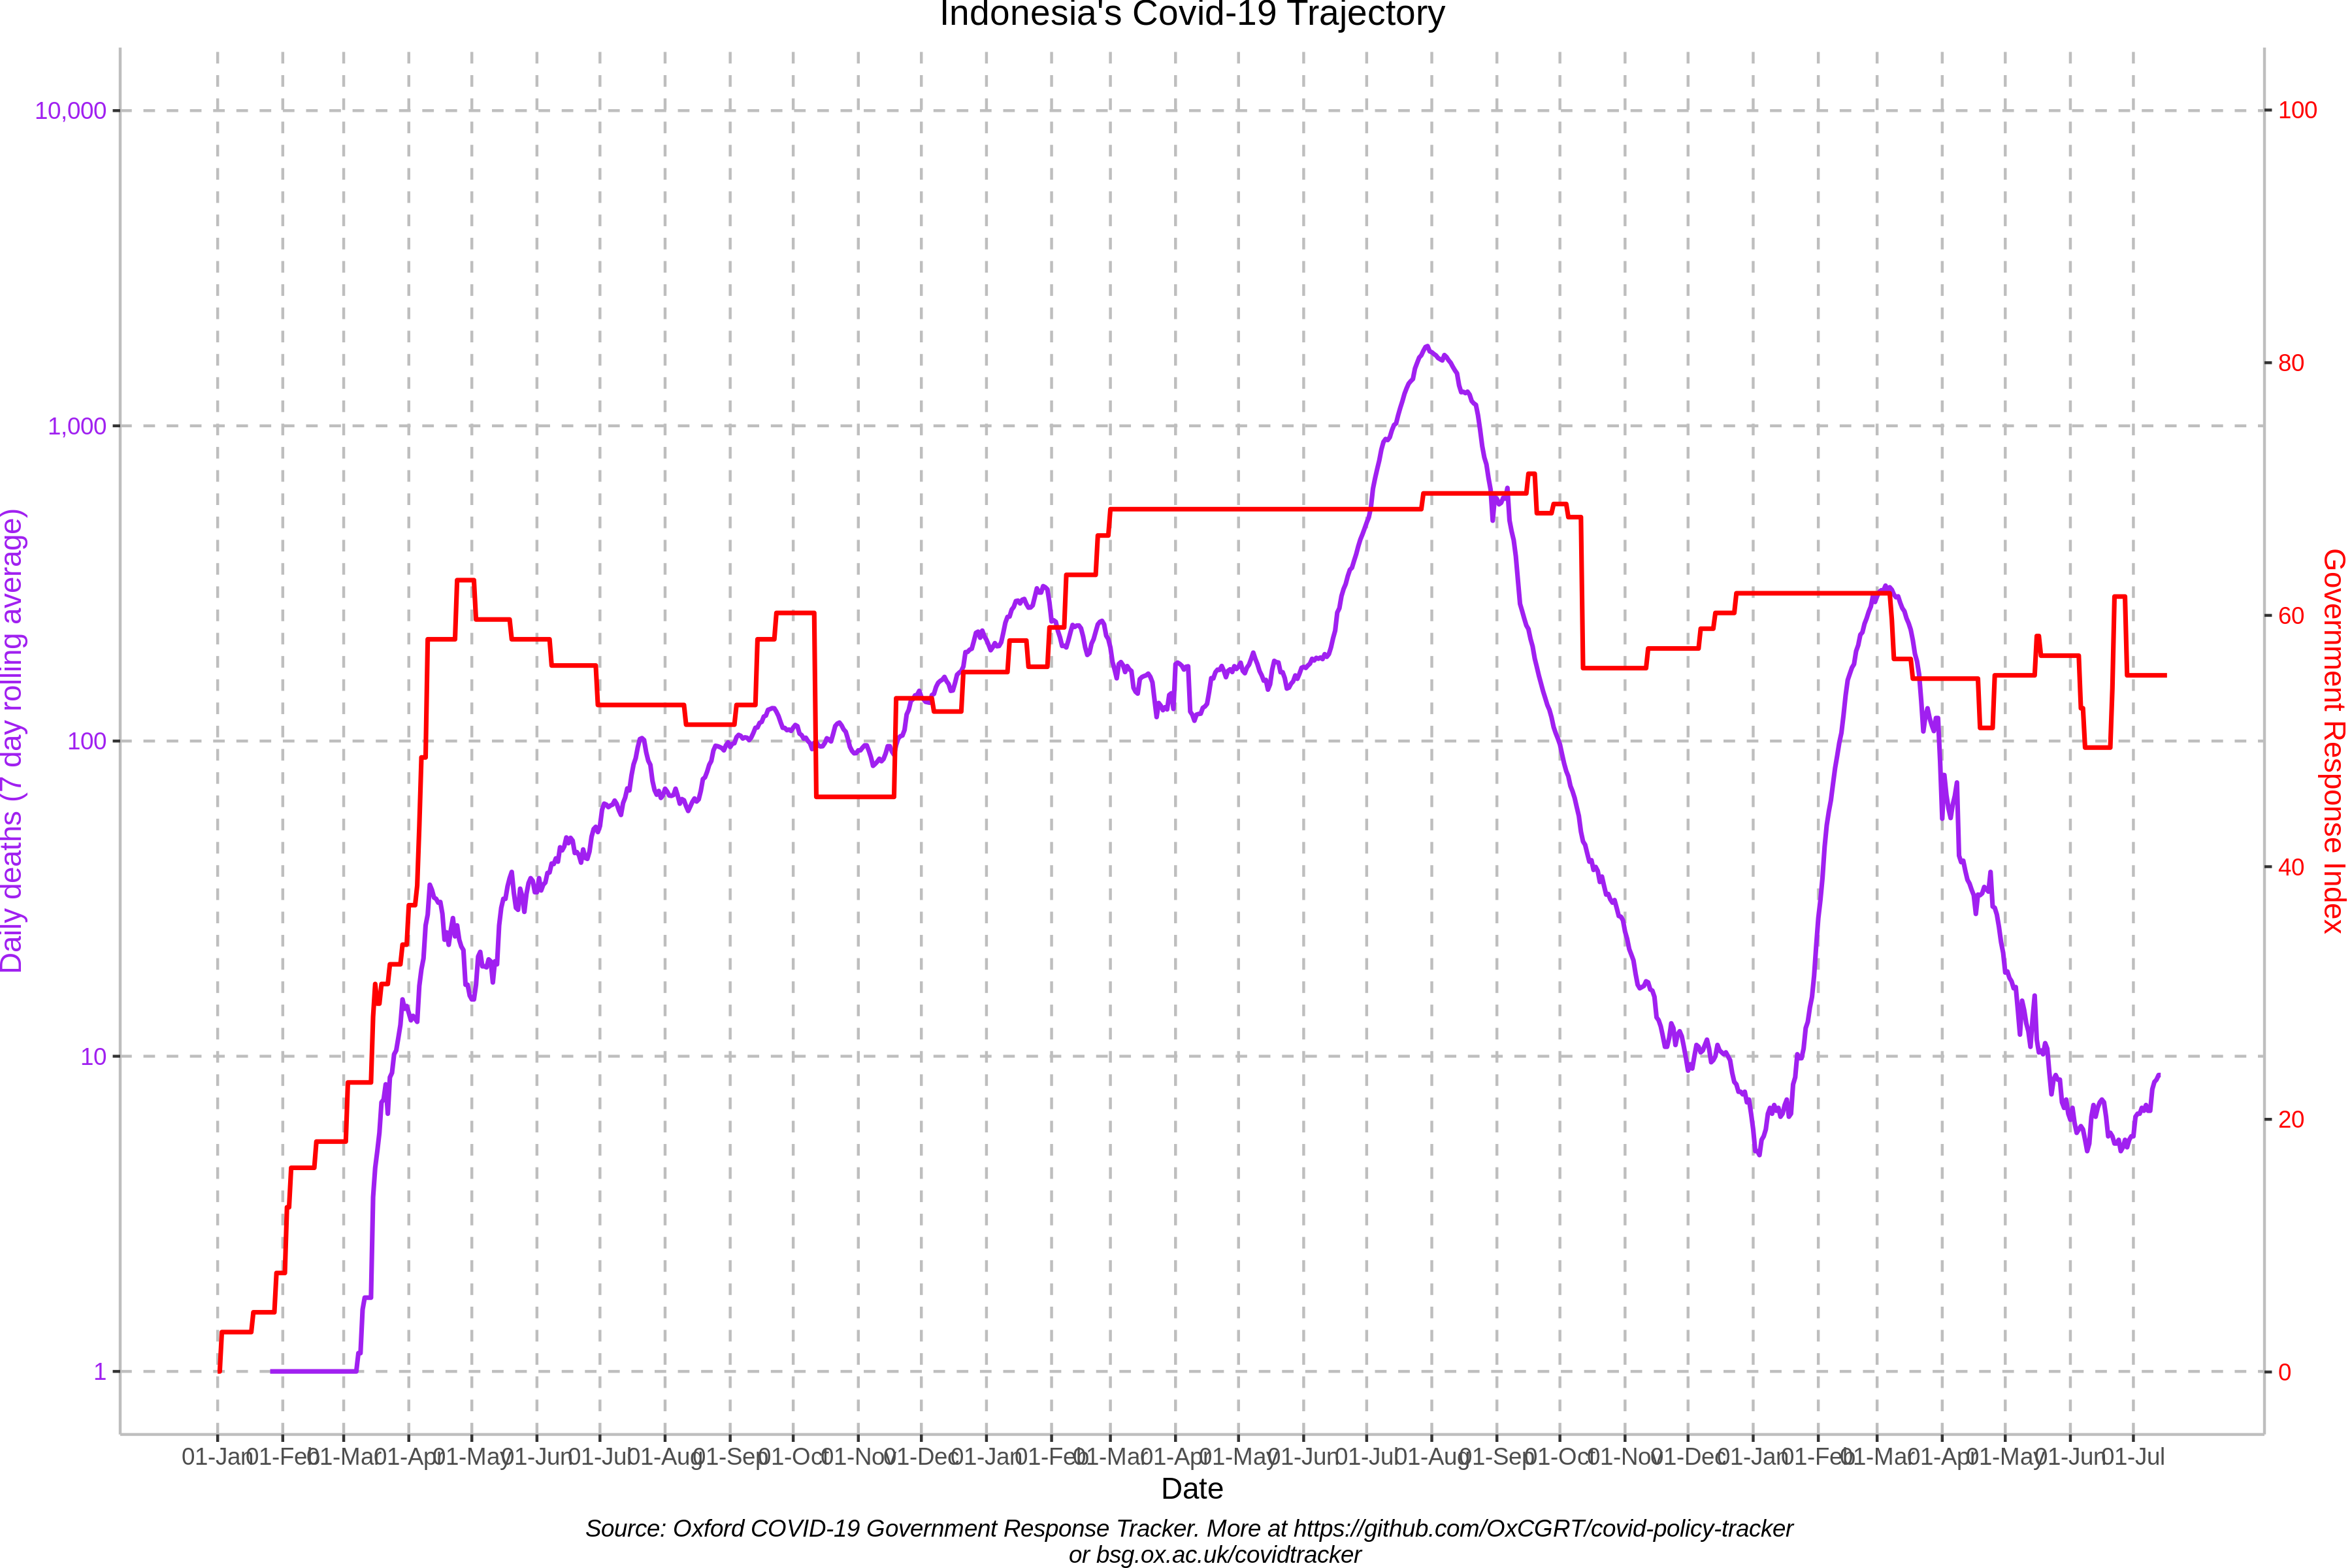 Indonesia's Covid-19 Trajectory
10,000
1,000
100
10
1
Daily deaths (7 day rolling average)
100
80
60
40
20
0
Government Response Index
01-Jan 01-Feb 01-Mar 01-Apr 01-May 01-Jun 01-Jul 01-Aug 01-Sep 01-Oct 01-Nov 01-Dec 01-Jan 01-Feb 01-Mar 01-Apr 01-May 01-Jun 01-Jul 01-Aug 01-Sep 01-Oct 01-Nov 01-Dec 01-Jan 01-Feb 01-Mar 01-Apr 01-May 01-Jun 01-Jul
Date
Source: Oxford COVID-19 Government Response Tracker. More at https://github.com/OxCGRT/covid-policy-tracker
or bsg.ox.ac.uk/covidtracker